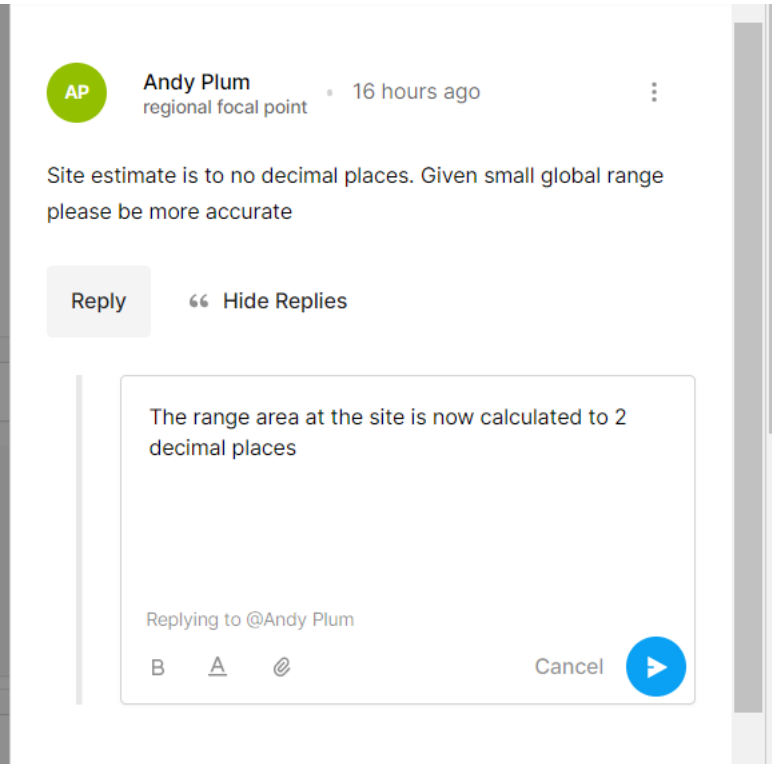 AP
Andy Plum
regional focal point
16 hours ago
Site estimate is to no decimal places. Given small global range
please be more accurate
Reply
Hide Replies
The range area at the site is now calculated to 2
decimal places
Replying to @Andy Plum
B A
Cancel